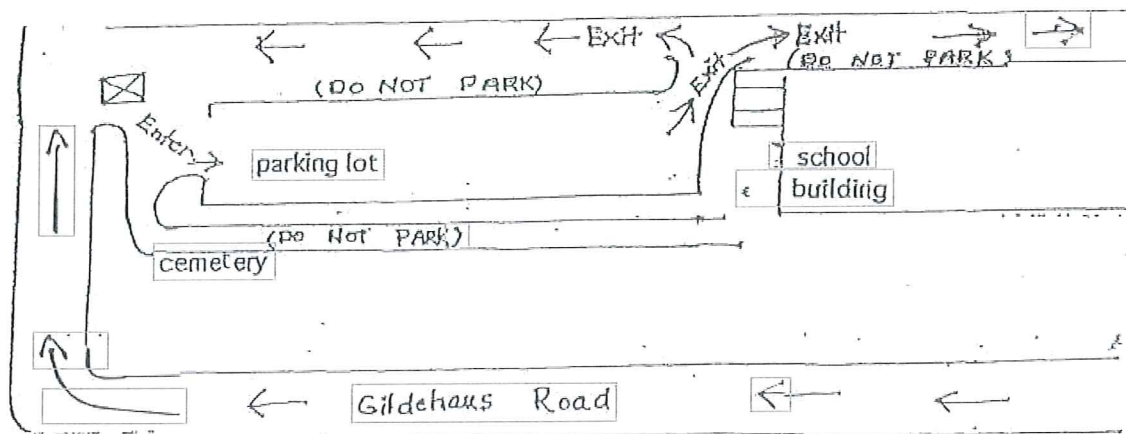 EXIT EXIT
(DO NOT PARK)
(DO NOT PARK)
Exit
Enter
parking lot
school
building
(DO NOT PARK)
cemetery
Gildehaus Road